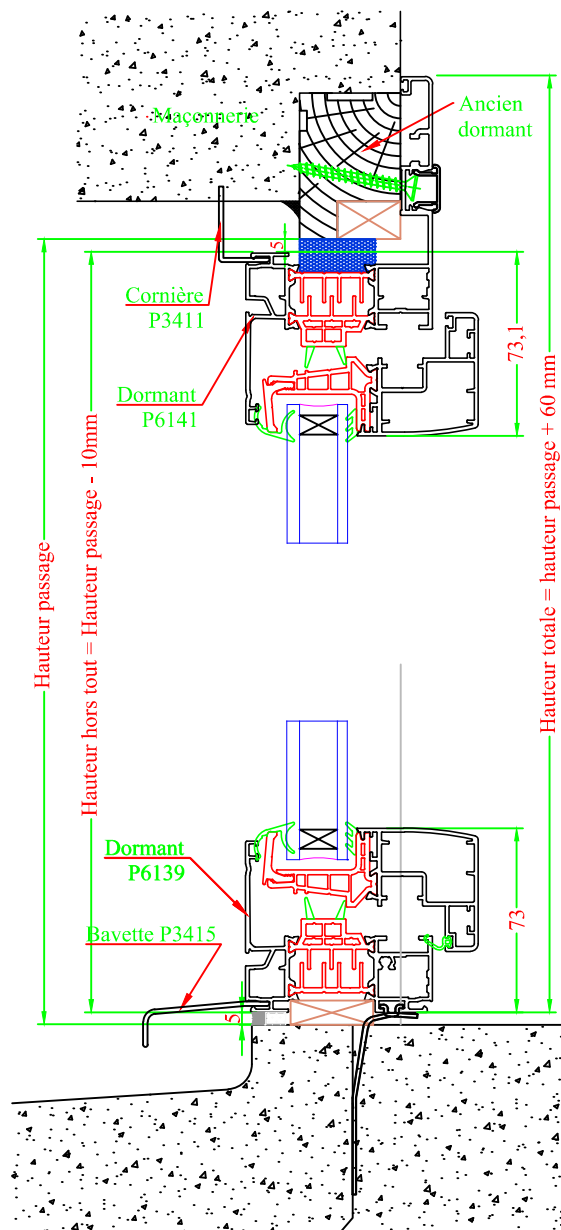 Maçonnerie
Ancien
dormant
5
Cornière
P3411
73,1
Dormant
P6141
Hauteur passage
Hauteur hors tout = Hauteur passage - 10mm
Hauteur totale = hauteur passage + 60 mm
Dormant
P6139
Bavette P3415
73
5